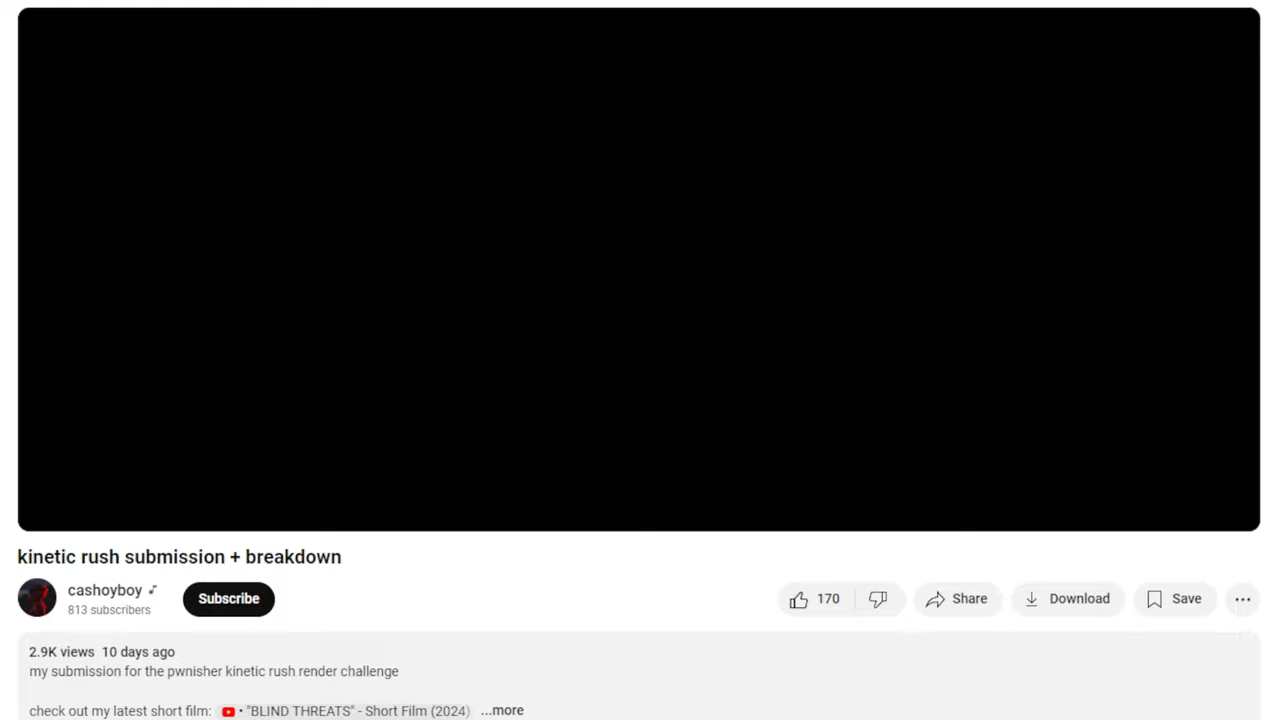 kinetic rush submission + breakdown
cashoyboy
813 subscribers
Subscribe
170
Share
Download
Save
2.9K views 10 days ago
my submission for the pwnisher kinetic rush render challenge
check out my latest short film: • "BLIND THREATS" - Short Film (2024) ...more